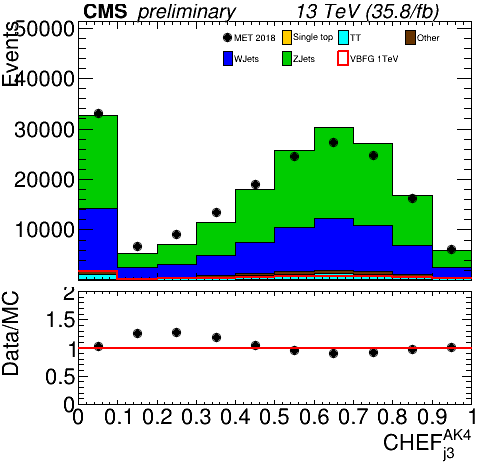 CMS preliminary 13 TeV (35.8/fb)
Events
50000
40000
30000
20000
10000
MET 2018 Single top TT Other
WJets ZJets VBFG 1TeV
Data/MC
2
1.5
1
0.5
0
0 0.1 0.2 0.3 0.4 0.5 0.6 0.7 0.8 0.9 1
CHEF^{AK4}_{j3}